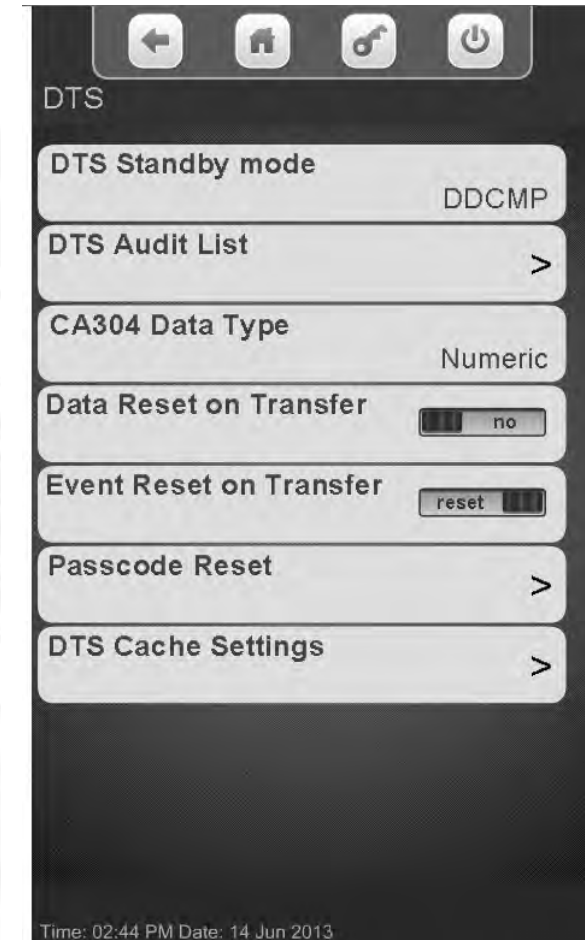 DTS
DTS Standby mode
DDCMP
DTS Audit List
>
CA304 Data Type
Numeric
Data Reset on Transfer
no
Event Reset on Transfer
reset
Passcode Reset
>
DTS Cache Settings
>
Time: 02:44 PM Date: 14 Jun 2013